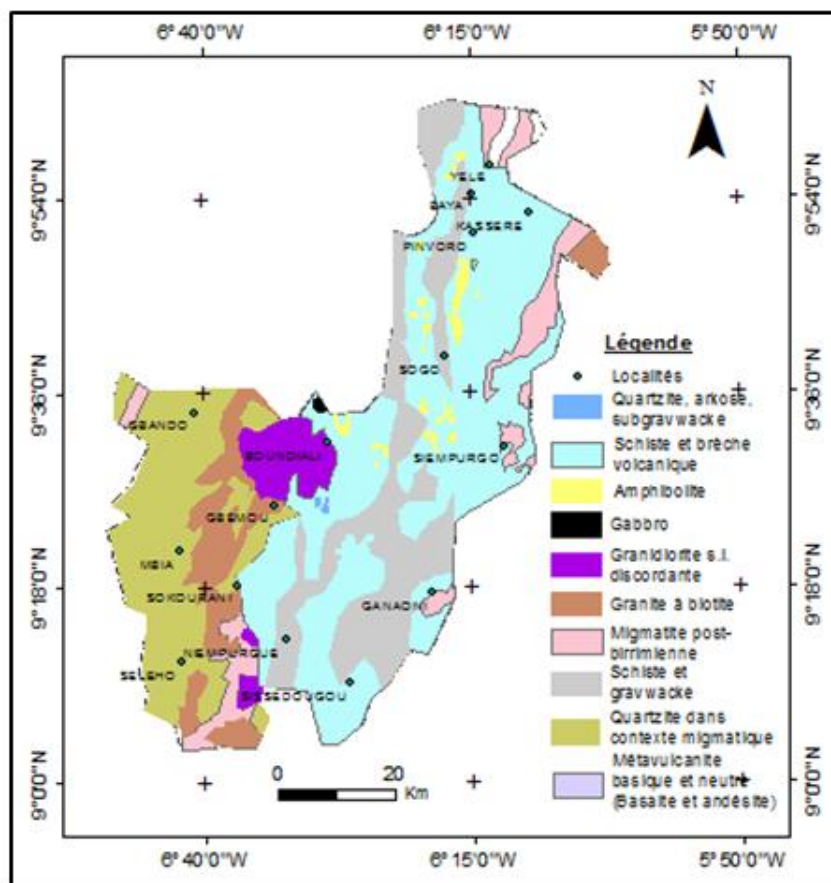 6°40'0"W
6°15'0"W
5°50'0"W
N
9°54'0"N
9°54'0"N
YELE
BAYA
KASSERE
PINVORO
SOGO
9°36'0"N
9°36'0"N
GBANDO
BOUNDIALI
SIEMPURGO
GBEMOU
MBIA
9°18'0"N
9°18'0"N
SOKOURANI
GANAONI
NIEMPURGUE
SELEHO
SISSEDOUGOU
9°0'0"N
9°0'0"N
0
20
Km
Légende
Localités
Quartzite, arkose,
subgravwacke
Schiste et brèche
volcanique
Amphibolite
Gabbro
Granidiorite s.l.
discordante
Granite à biotite
Migmatite post-
birrimienne
Schiste et
gravwacke
Quartzite dans
contexte migmatique
Métavulcanite
basique et neutre
(Basalte et andésite)
6°40'0"W
6°15'0"W
5°50'0"W